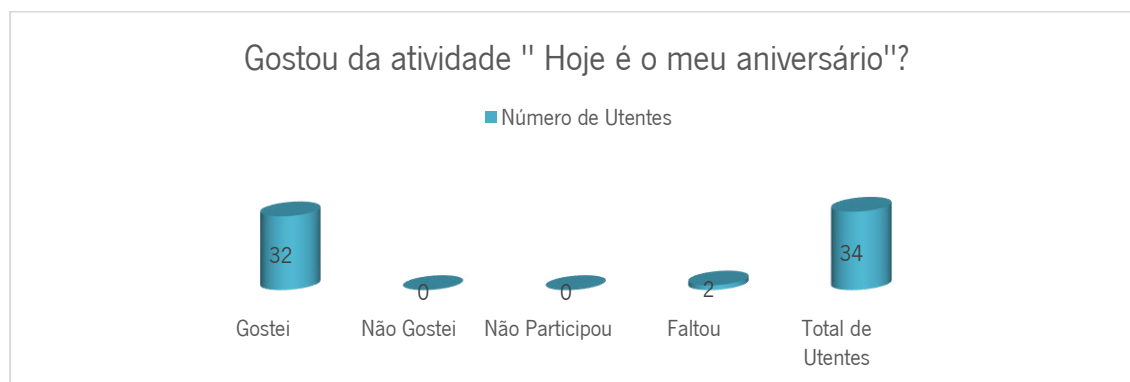 Gostou da atividade " Hoje é o meu aniversário"?
Número de Utentes
32
0
0
2
34
Gostei
Não Gostei
Não Participou
Faltou
Total de
Utentes